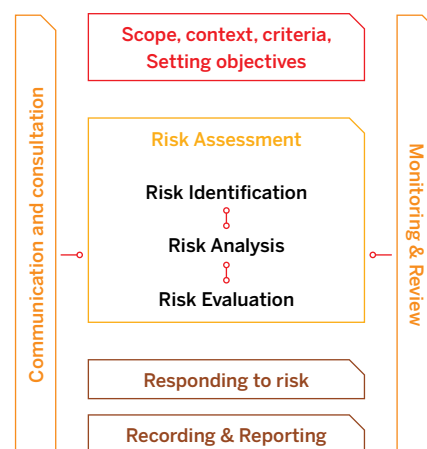 Communication and consultation
Scope, context, criteria,
Setting objectives
Risk Assessment
Risk Identification
Risk Analysis
Risk Evaluation
Responding to risk
Recording & Reporting
Monitoring & Review